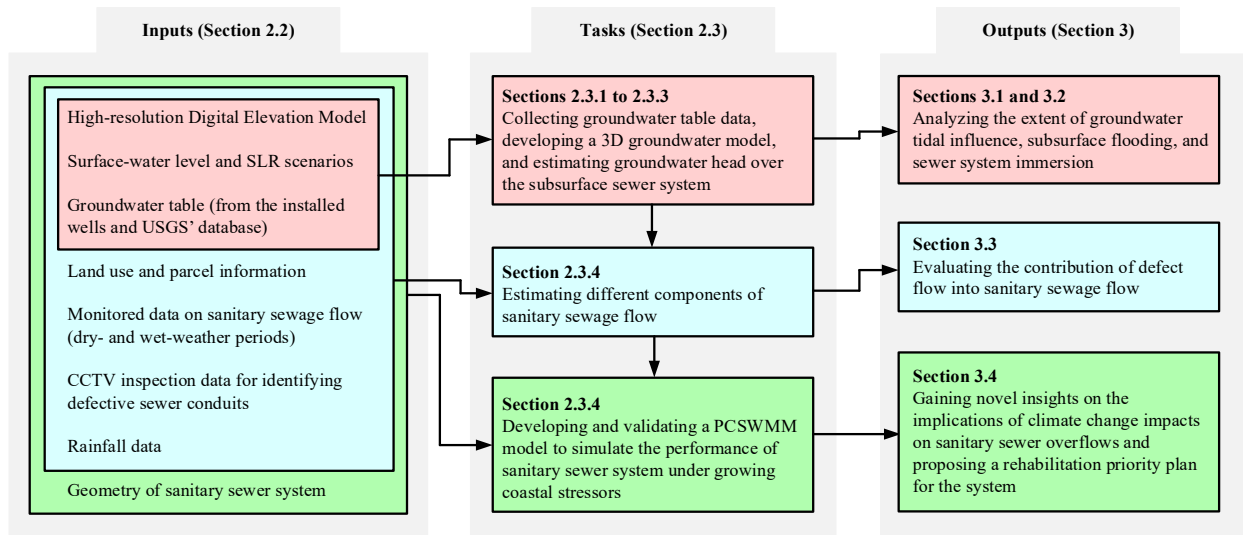 Inputs (Section 2.2)
High-resolution Digital Elevation Model
Surface-water level and SLR scenarios
Groundwater table (from the installed
wells and USGS’ database)
Land use and parcel information
Monitored data on sanitary sewage flow
(dry- and wet-weather periods)
CCTV inspection data for identifying
defective sewer conduits
Rainfall data
Geometry of sanitary sewer system
Tasks (Section 2.3)
Sections 2.3.1 to 2.3.3
Collecting groundwater table data,
developing a 3D groundwater model,
and estimating groundwater head over
the subsurface sewer system
Section 2.3.4
Estimating different components of
sanitary sewage flow
Section 2.3.4
Developing and validating a PCSWMM
model to simulate the performance of
sanitary sewer system under growing
coastal stressors
Outputs (Section 3)
Sections 3.1 and 3.2
Analyzing the extent of groundwater
tidal influence, subsurface flooding, and
sewer system immersion
Section 3.3
Evaluating the contribution of defect
flow into sanitary sewage flow
Section 3.4
Gaining novel insights on the
implications of climate change impacts
on sanitary sewer overflows and
proposing a rehabilitation priority plan
for the system